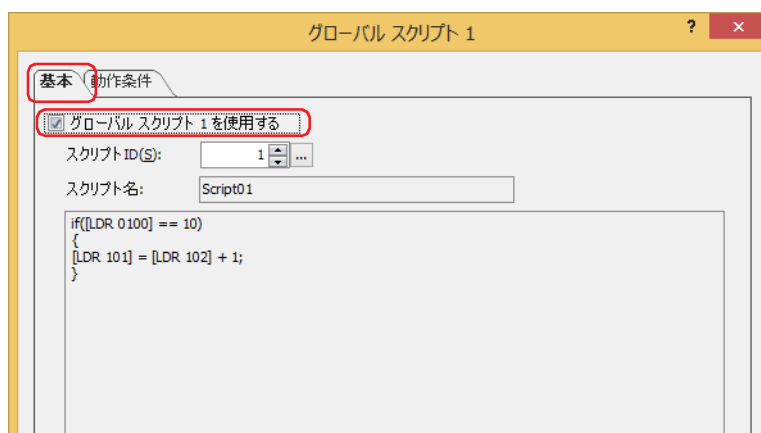 グローバル スクリプト 1
? ×
基本 動作条件
グローバル スクリプト 1 を使用する
スクリプト ID(S): 1 ...
スクリプト名: Script01
if([LDR 0100] == 10)
{
[LDR 101] = [LDR 102] + 1;
}